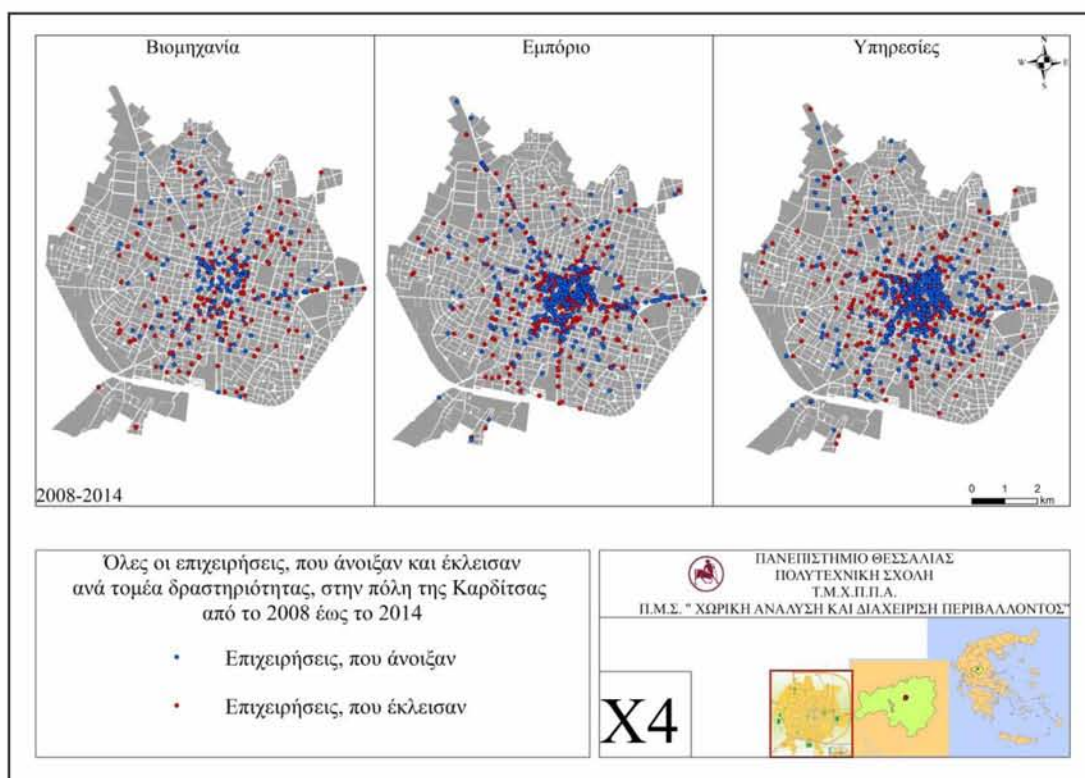 Βιομηχανία
Εμπόριο
Υπηρεσίες
N
W E
S
2008-2014
0 1 2
km
Όλες οι επιχειρήσεις, που άνοιξαν και έκλεισαν
ανά τομέα δραστηριότητας, στην πόλη της Καρδίτσας
από το 2008 έως το 2014
Επιχειρήσεις, που άνοιξαν
Επιχειρήσεις, που έκλεισαν
ΠΑΝΕΠΙΣΤΗΜΙΟ ΘΕΣΣΑΛΙΑΣ
ΠΟΛΥΤΕΧΝΙΚΗ ΣΧΟΛΗ
Τ.Μ.Χ.Π.Π.Α.
Π.Μ.Σ. " ΧΩΡΙΚΗ ΑΝΑΛΥΣΗ ΚΑΙ ΔΙΑΧΕΙΡΙΣΗ ΠΕΡΙΒΑΛΛΟΝΤΟΣ"
Χ4